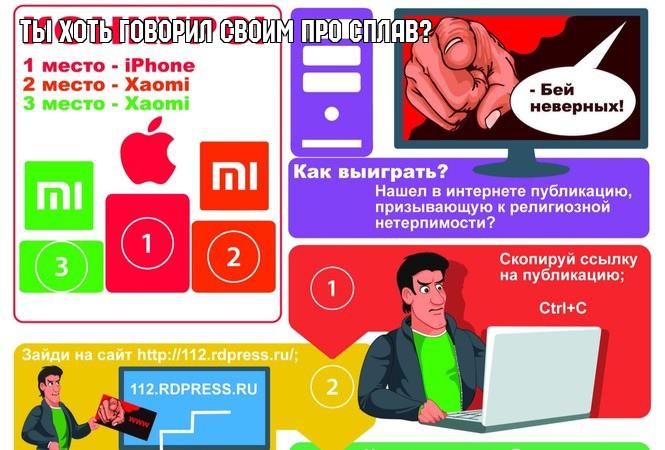 ТЫ ХОТЬ ГОВОРИЛ СВОИМ ПРО СПЛАВ?
1 место - iPhone
2 место - Xaomi
3 место - Xaomi
mi
mi
1
2
3
- Бей
неверных!
Как выиграть?
Нашел в интернете публикацию,
призывающую к религиозной
нетерпимости?
1
Скопируй ссылку
на публикацию;
Ctrl+C
Зайди на сайт http://112.rdpress.ru/;
2
112.RDPRESS.RU
www